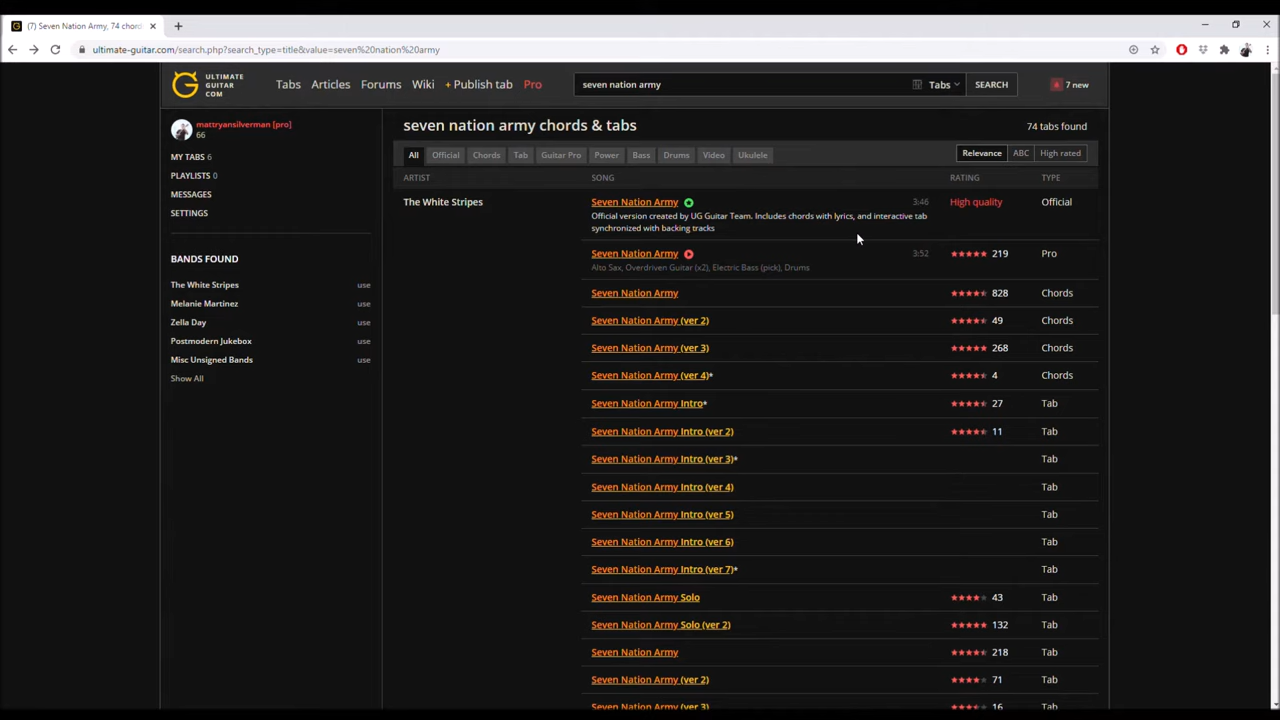 (7) Seven Nation Army, 74 chord
ultimate-guitar.com/search.php?search_type=title&value=seven%20nation%20army
ULTIMATE
GUITAR
COM
Tabs
Articles
Forums
Wiki
+ Publish tab
Pro
seven nation army
Tabs
SEARCH
7 new
mattryansilverman [pro]
66
MY TABS 6
PLAYLISTS 0
MESSAGES
SETTINGS
BANDS FOUND
The White Stripes use
Melanie Martinez use
Zella Day use
Postmodern Jukebox use
Misc Unsigned Bands use
Show All
seven nation army chords & tabs
74 tabs found
All Official Chords Tab Guitar Pro Power Bass Drums Video Ukulele
Relevance ABC High rated
ARTIST SONG RATING TYPE
The White Stripes Seven Nation Army 3:46 High quality Official
Official version created by UG Guitar Team. Includes chords with lyrics, and interactive tab
synchronized with backing tracks
Seven Nation Army 3:52 219 Pro
Alto Sax, Overdriven Guitar (x2), Electric Bass (pick), Drums
Seven Nation Army 828 Chords
Seven Nation Army (ver 2) 49 Chords
Seven Nation Army (ver 3) 268 Chords
Seven Nation Army (ver 4)* 4 Chords
Seven Nation Army Intro* 27 Tab
Seven Nation Army Intro (ver 2) 11 Tab
Seven Nation Army Intro (ver 3)* Tab
Seven Nation Army Intro (ver 4) Tab
Seven Nation Army Intro (ver 5) Tab
Seven Nation Army Intro (ver 6) Tab
Seven Nation Army Intro (ver 7)* Tab
Seven Nation Army Solo 43 Tab
Seven Nation Army Solo (ver 2) 132 Tab
Seven Nation Army 218 Tab
Seven Nation Army (ver 2) 71 Tab
Seven Nation Army (ver 3) 16 Tab